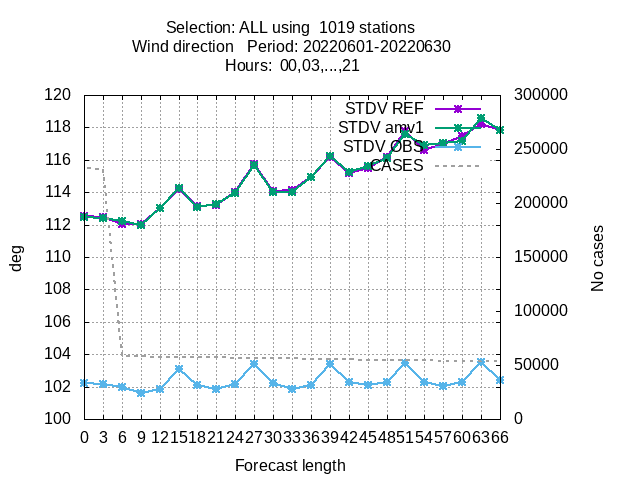 Selection: ALL using  1019 stations
Wind direction   Period: 20220601-20220630
Hours:  00,03,...,21
120
118
116
114
112
110
108
106
104
102
100
deg
STDV REF
STDV amv1
STDV OBS
CASES
300000
250000
200000
150000
100000
50000
0
No cases
0 3 6 9 12 15 18 21 24 27 30 33 36 39 42 45 48 51 54 57 60 63 66
Forecast length